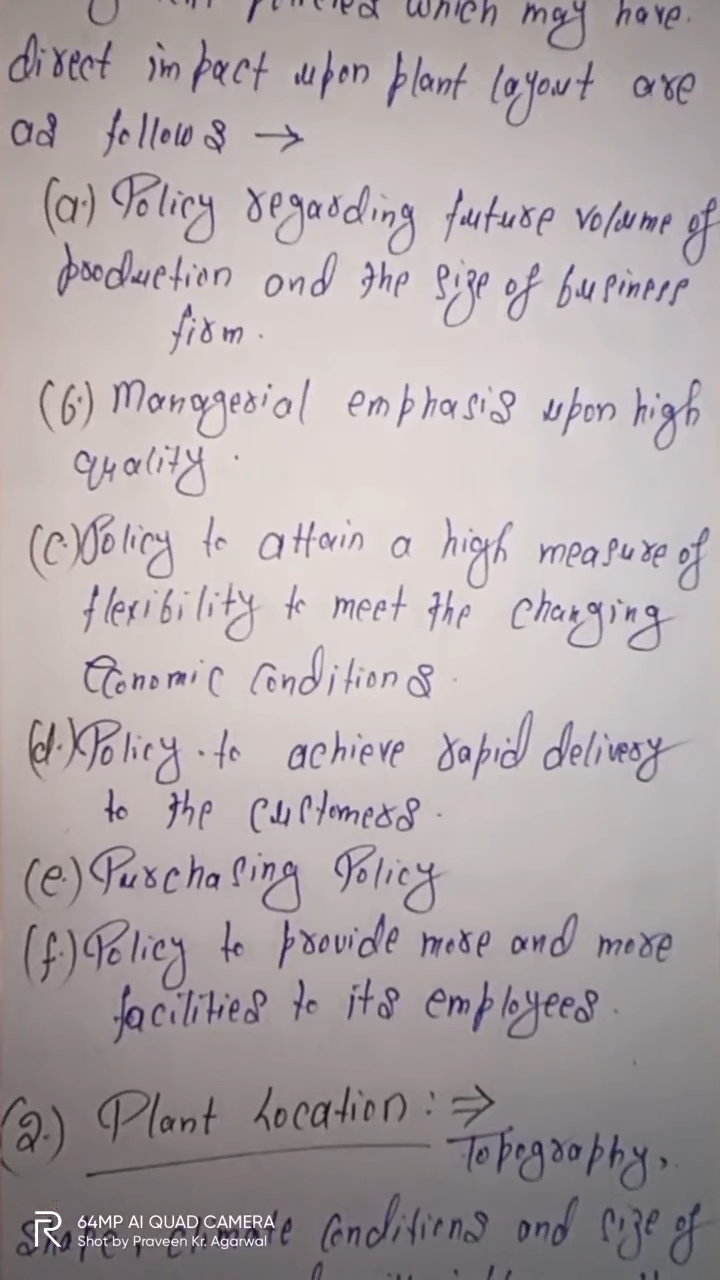 which may have.
direct impact upon plant layout are
as follows →
(a.) Policy regarding future volume of
production and the size of business
firm.
(b.) Managerial emphasis upon high
quality.
(c.) Policy to attain a high measure of
flexibility to meet the changing
Economic Conditions.
(d.) Policy to achieve rapid delivery
to the customers.
(e.) Purchasing Policy
(f.) Policy to provide more and more
facilities to its employees.
(2.) Plant Location : ⇒
Topography,
conditions and size of
64MP AI QUAD CAMERA
Shot by Praveen Kr. Agarwal